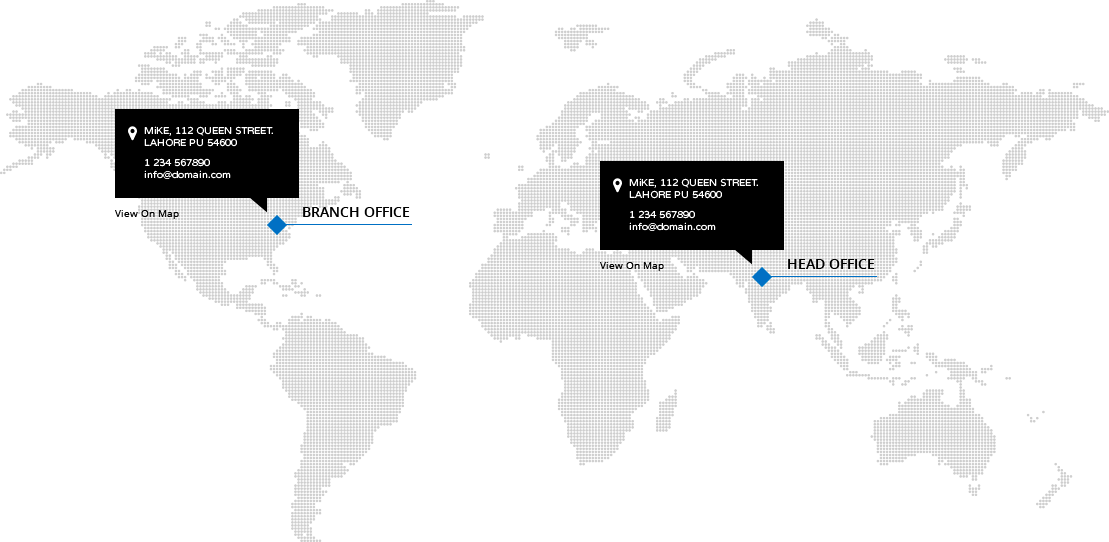 MiKE, 112 QUEEN STREET.
LAHORE PU 54600
1 234 567890
info@domain.com
View On Map
BRANCH OFFICE
MiKE, 112 QUEEN STREET.
LAHORE PU 54600
1 234 567890
info@domain.com
View On Map
HEAD OFFICE